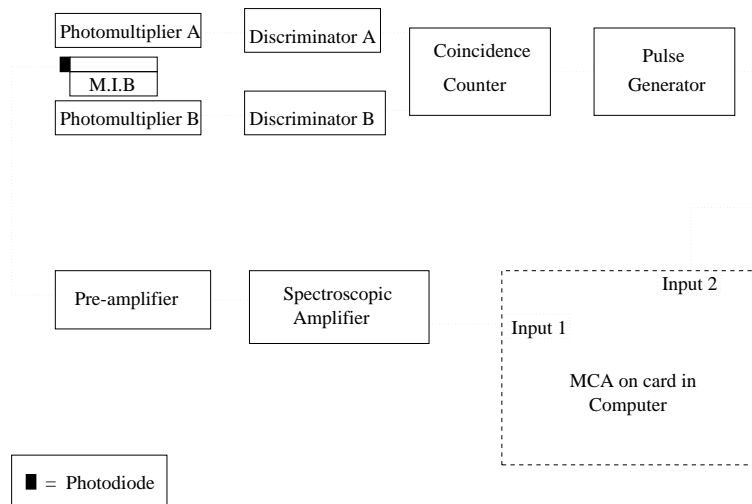 Photomultiplier A
Discriminator A
Coincidence
Counter
Pulse
Generator
M.I.B
Photomultiplier B
Discriminator B
Pre-amplifier
Spectroscopic
Amplifier
Input 2
Input 1
MCA on card in
Computer
= Photodiode